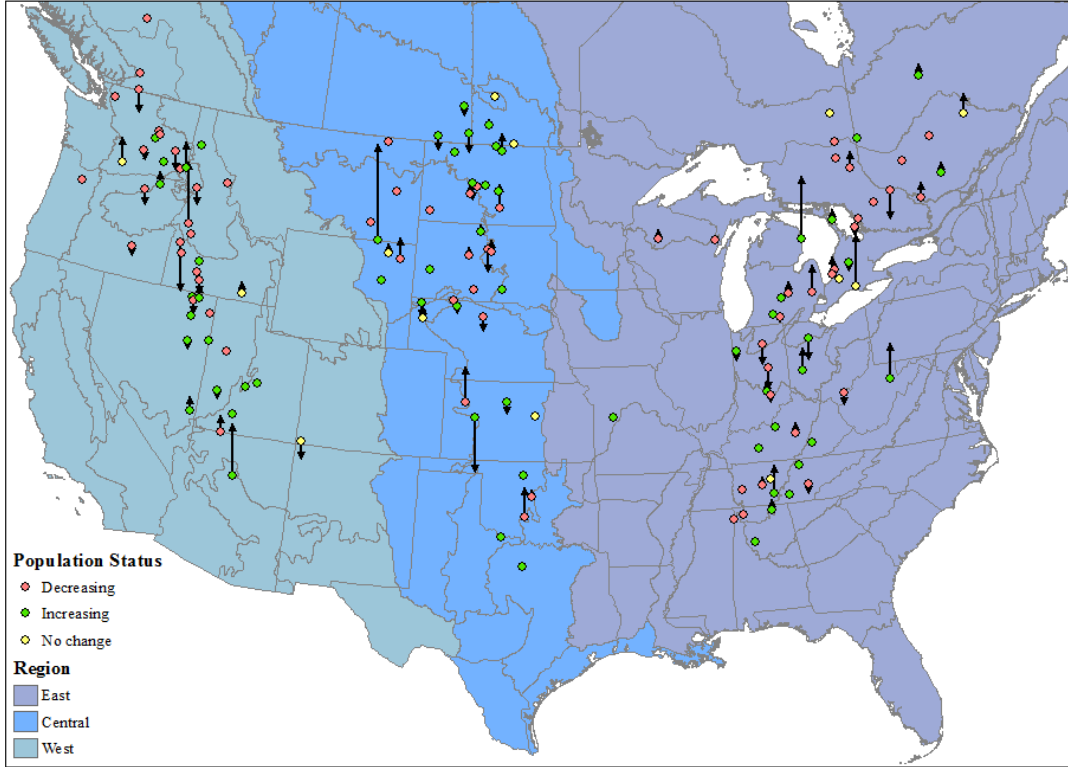 Population Status
Decreasing
Increasing
No change
Region
East
Central
West